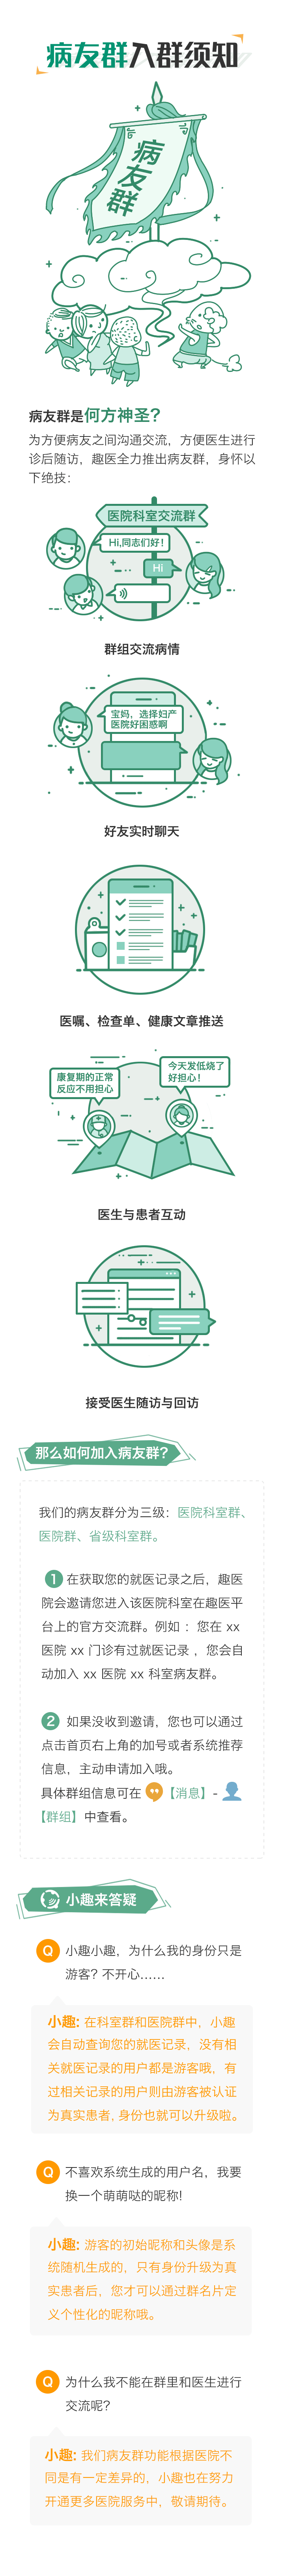 病友群入群须知
病友群
病友群是何方神圣?
为方便病友之间沟通交流,方便医生进行
诊后随访,趣医全力推出病友群,身怀以
下绝技:
医院科室交流群
Hi,同志们好!
Hi
群组交流病情
宝妈,选择妇产
医院好困惑啊
好友实时聊天
医嘱、检查单、健康文章推送
今天发低烧了
好担心!
康复期的正常
反应不用担心
医生与患者互动
接受医生随访与回访
那么如何加入病友群?
我们的病友群分为三级:医院科室群、
医院群、省级科室群。
1 在获取您的就医记录之后,趣医
院会邀请您进入该医院科室在趣医平
台上的官方交流群。例如:您在 xx
医院 xx 门诊有过就医记录,您会自
动加入 xx 医院 xx 科室病友群。
2 如果没收到邀请,您也可以通过
点击首页右上角的加号或者系统推荐
信息,主动申请加入哦。
具体群组信息可在【消息】-
【群组】中查看。
小趣来答疑
Q 小趣小趣,为什么我的身份只是
游客? 不开心……
小趣: 在科室群和医院群中,小趣
会自动查询您的就医记录,没有相
关就医记录的用户都是游客哦,有
过相关记录的用户则由游客被认证
为真实患者,身份也就可以升级啦。
Q 不喜欢系统生成的用户名,我要
换一个萌萌哒的昵称!
小趣: 游客的初始昵称和头像是系
统随机生成的,只有身份升级为真
实患者后,您才可以通过群名片定
义个性化的昵称哦。
Q 为什么我不能在群里和医生进行
交流呢?
小趣: 我们病友群功能根据医院不
同是有一定差异的,小趣也在努力
开通更多医院服务中,敬请期待。